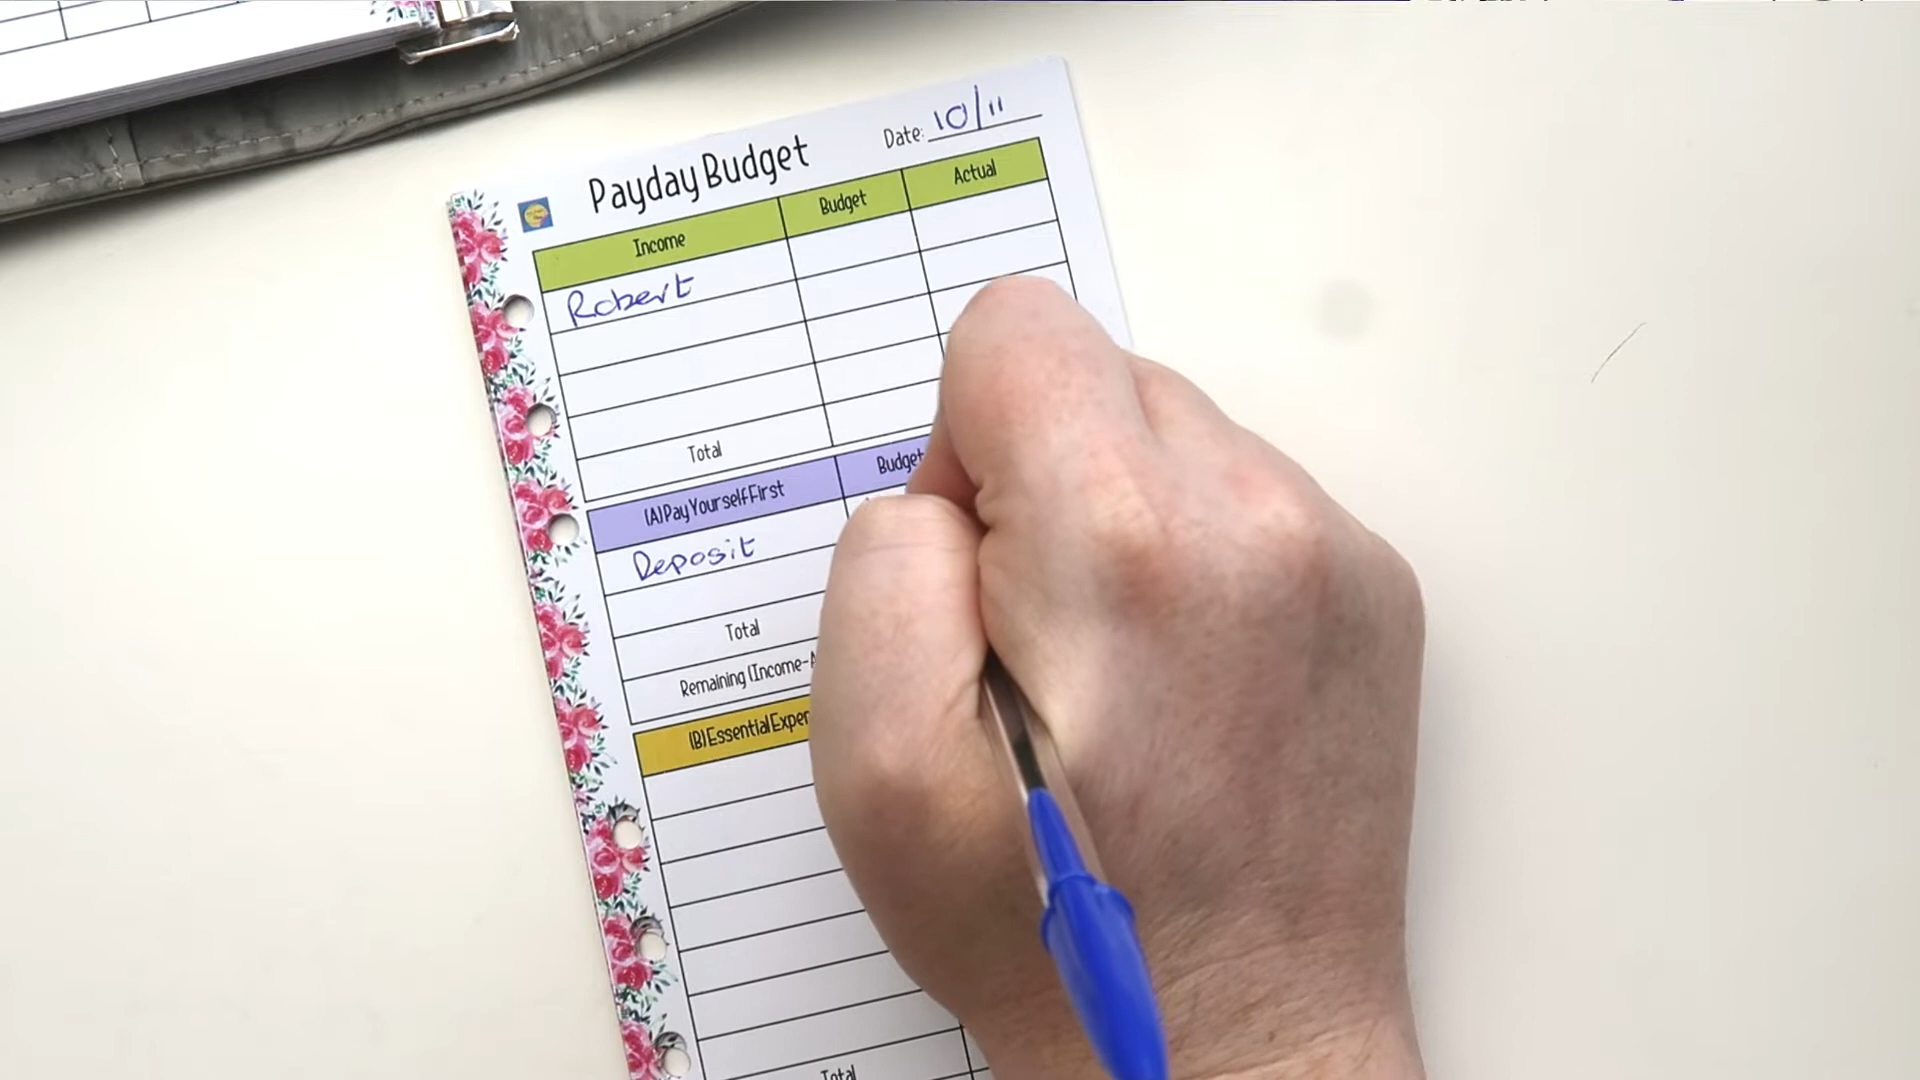 Payday Budget
Date: 10/11
Income Budget Actual
Robert
Total
(A) Pay Yourself First Budget
Deposit
Total
Remaining (Income-A
(B) Essential Exper
Total